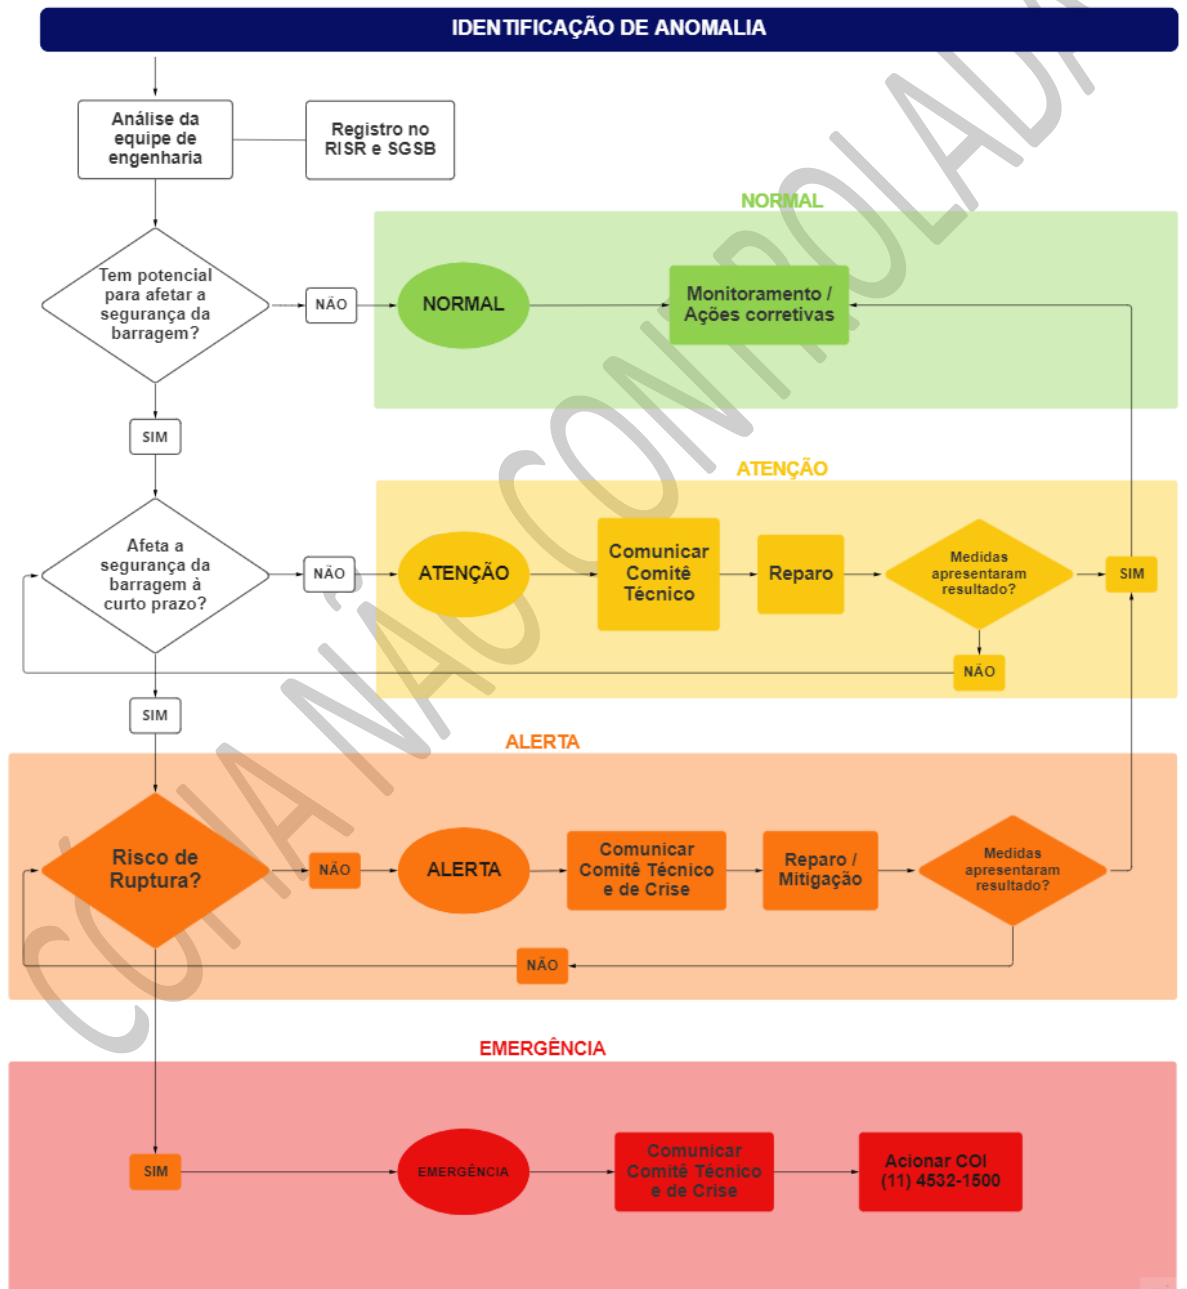 IDENTIFICAÇÃO DE ANOMALIA
Análise da
equipe de
engenharia
Registro no
RISR e SGSB
NORMAL
Tem potencial
para afetar a
segurança da
barragem?
NÃO
NORMAL
Monitoramento /
Ações corretivas
SIM
ATENÇÃO
Afeta a
segurança da
barragem à
curto prazo?
NÃO
ATENÇÃO
Comunicar
Comitê
Técnico
Reparo
Medidas
apresentaram
resultado?
SIM
NÃO
SIM
ALERTA
Risco de
Ruptura?
NÃO
ALERTA
Comunicar
Comitê Técnico
e de Crise
Reparo /
Mitigação
Medidas
apresentaram
resultado?
NÃO
EMERGÊNCIA
SIM
EMERGÊNCIA
Comunicar
Comitê Técnico
e de Crise
Acionar COI
(11) 4532-1500
CÓPIA NÃO CONTROLADA